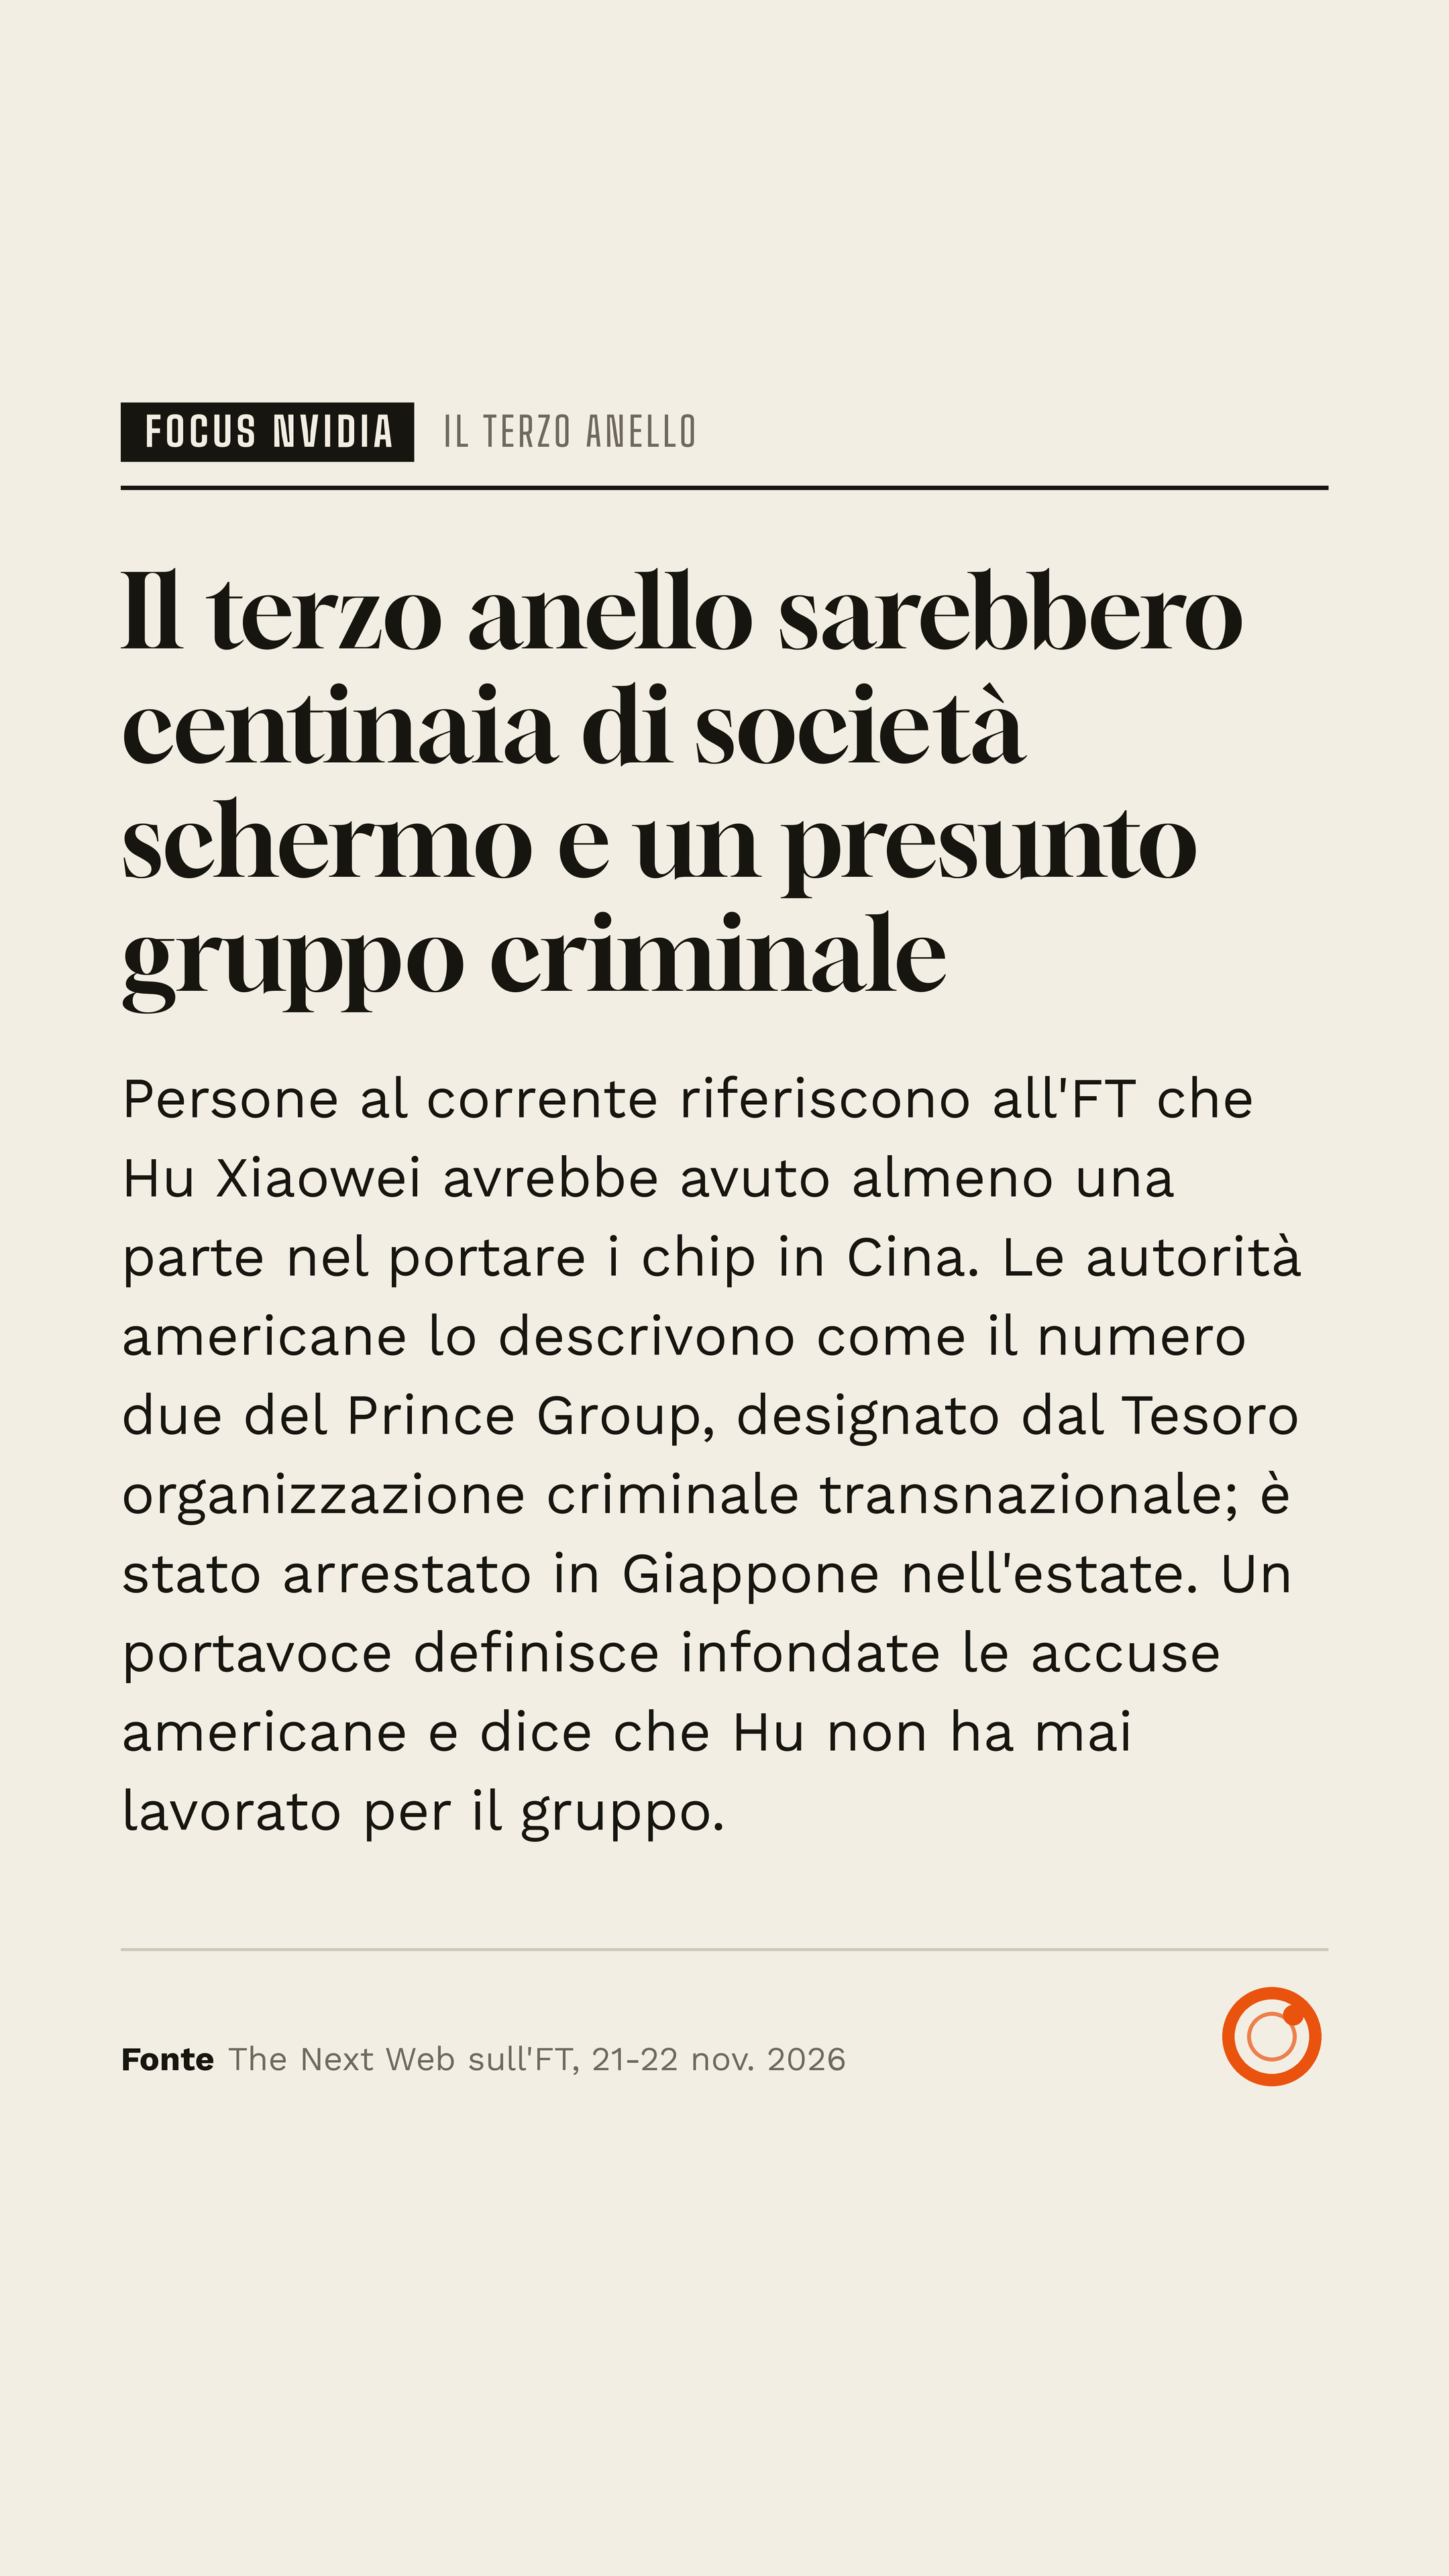 FOCUS NVIDIA IL TERZO ANELLO
Il terzo anello sarebbero
centinaia di società
schermo e un presunto
gruppo criminale
Persone al corrente riferiscono all'FT che
Hu Xiaowei avrebbe avuto almeno una
parte nel portare i chip in Cina. Le autorità
americane lo descrivono come il numero
due del Prince Group, designato dal Tesoro
organizzazione criminale transnazionale; è
stato arrestato in Giappone nell'estate. Un
portavoce definisce infondate le accuse
americane e dice che Hu non ha mai
lavorato per il gruppo.
Fonte The Next Web sull'FT, 21-22 nov. 2026